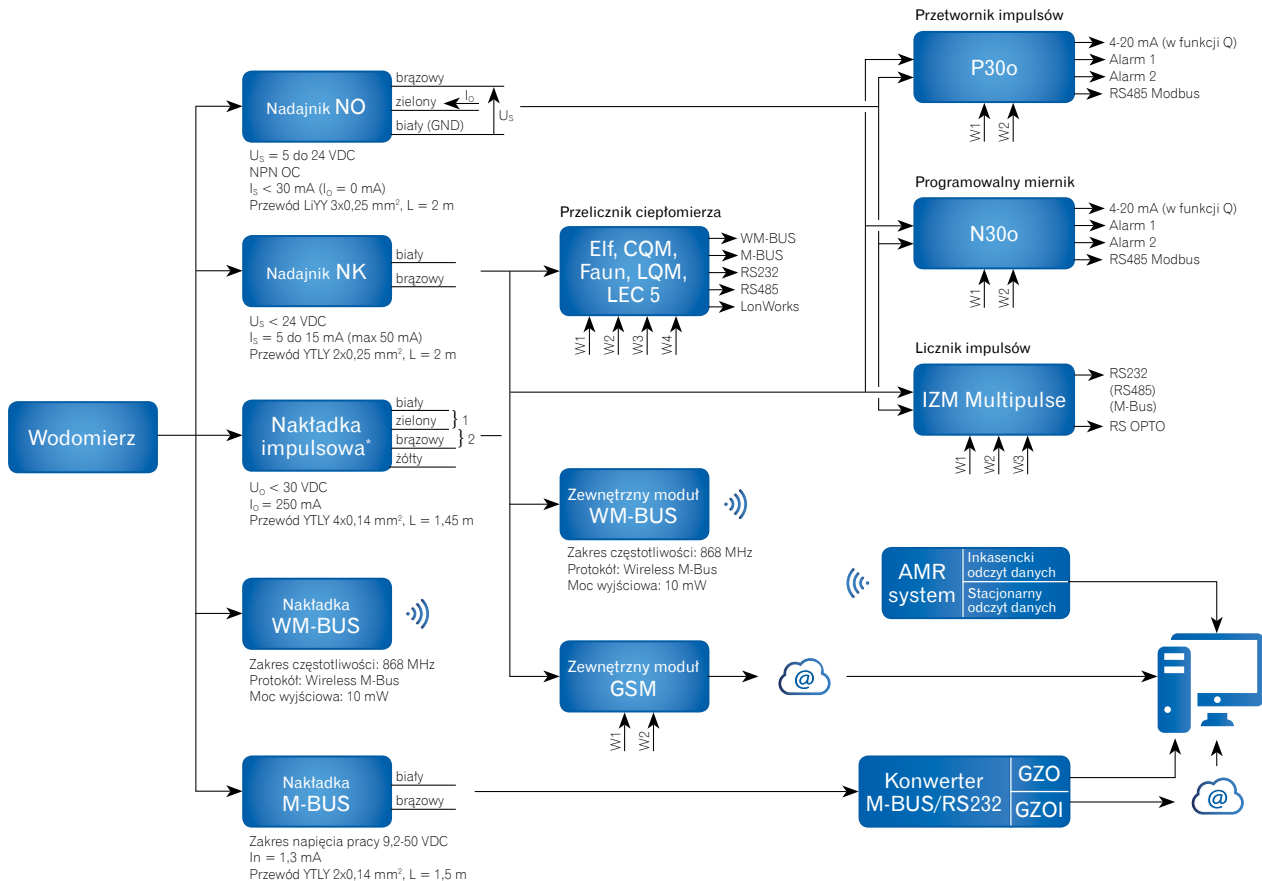 Wodomierz
Nadajnik NO
brązowy
zielony
I₀
biały (GND)
Uₛ
Uₛ = 5 do 24 VDC
NPN OC
Iₛ < 30 mA (I₀ = 0 mA)
Przewód LiYY 3x0,25 mm², L = 2 m
Nadajnik NK
biały
brązowy
Uₛ < 24 VDC
Iₛ = 5 do 15 mA (max 50 mA)
Przewód YTLY 2x0,25 mm², L = 2 m
Nakładka
impulsowa*
biały
zielony
} 1
brązowy
} 2
żółty
U₀ < 30 VDC
I₀ = 250 mA
Przewód YTLY 4x0,14 mm², L = 1,45 m
Nakładka
WM-BUS
Zakres częstotliwości: 868 MHz
Protokół: Wireless M-Bus
Moc wyjściowa: 10 mW
Nakładka
M-BUS
biały
brązowy
Zakres napięcia pracy 9,2-50 VDC
In = 1,3 mA
Przewód YTLY 2x0,14 mm², L = 1,5 m
Przelicznik ciepłomierza
Elf, CQM,
Faun, LQM,
LEC 5
WM-BUS
M-BUS
RS232
RS485
LonWorks
W1
W2
W3
W4
Zewnętrzny moduł
WM-BUS
Zakres częstotliwości: 868 MHz
Protokół: Wireless M-Bus
Moc wyjściowa: 10 mW
Zewnętrzny moduł
GSM
W1
W2
@
Przetwornik impulsów
P30o
4-20 mA (w funkcji Q)
Alarm 1
Alarm 2
RS485 Modbus
W1
W2
Programowalny miernik
N30o
4-20 mA (w funkcji Q)
Alarm 1
Alarm 2
RS485 Modbus
W1
W2
Licznik impulsów
IZM Multipulse
RS232
(RS485)
(M-Bus)
RS OPTO
W1
W2
W3
AMR
system
Inkasencki
odczyt danych
Stacjonarny
odczyt danych
Konwerter
M-BUS/RS232
GZO
GZOI
@